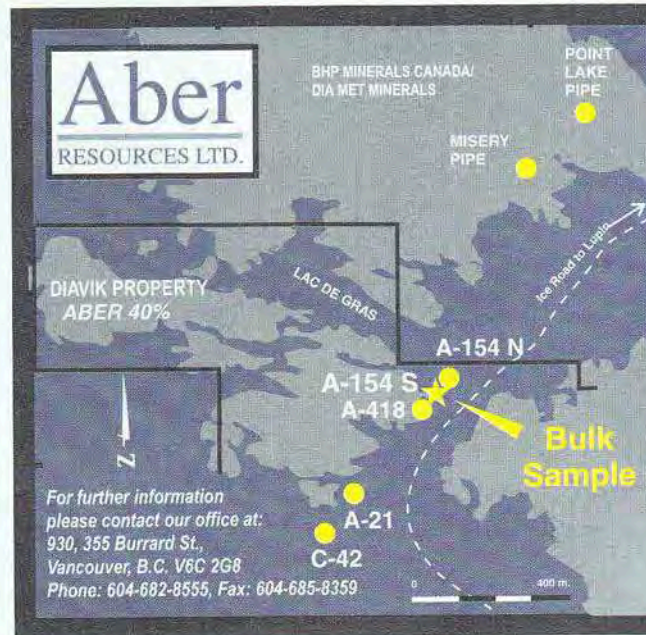 Aber
RESOURCES LTD.
BHP MINERALS CANADA/
DIA MET MINERALS
POINT
LAKE
PIPE
MISERY
PIPE
Ice Road to Lupin
LAC DE GRAS
DIAVIK PROPERTY
ABER 40%
A-154 N
A-154 S
A-418
Bulk
Sample
N
A-21
C-42
For further information
please contact our office at:
930, 355 Burrard St.,
Vancouver, B.C. V6C 2G8
Phone: 604-682-8555, Fax: 604-685-8359
0 400 m.